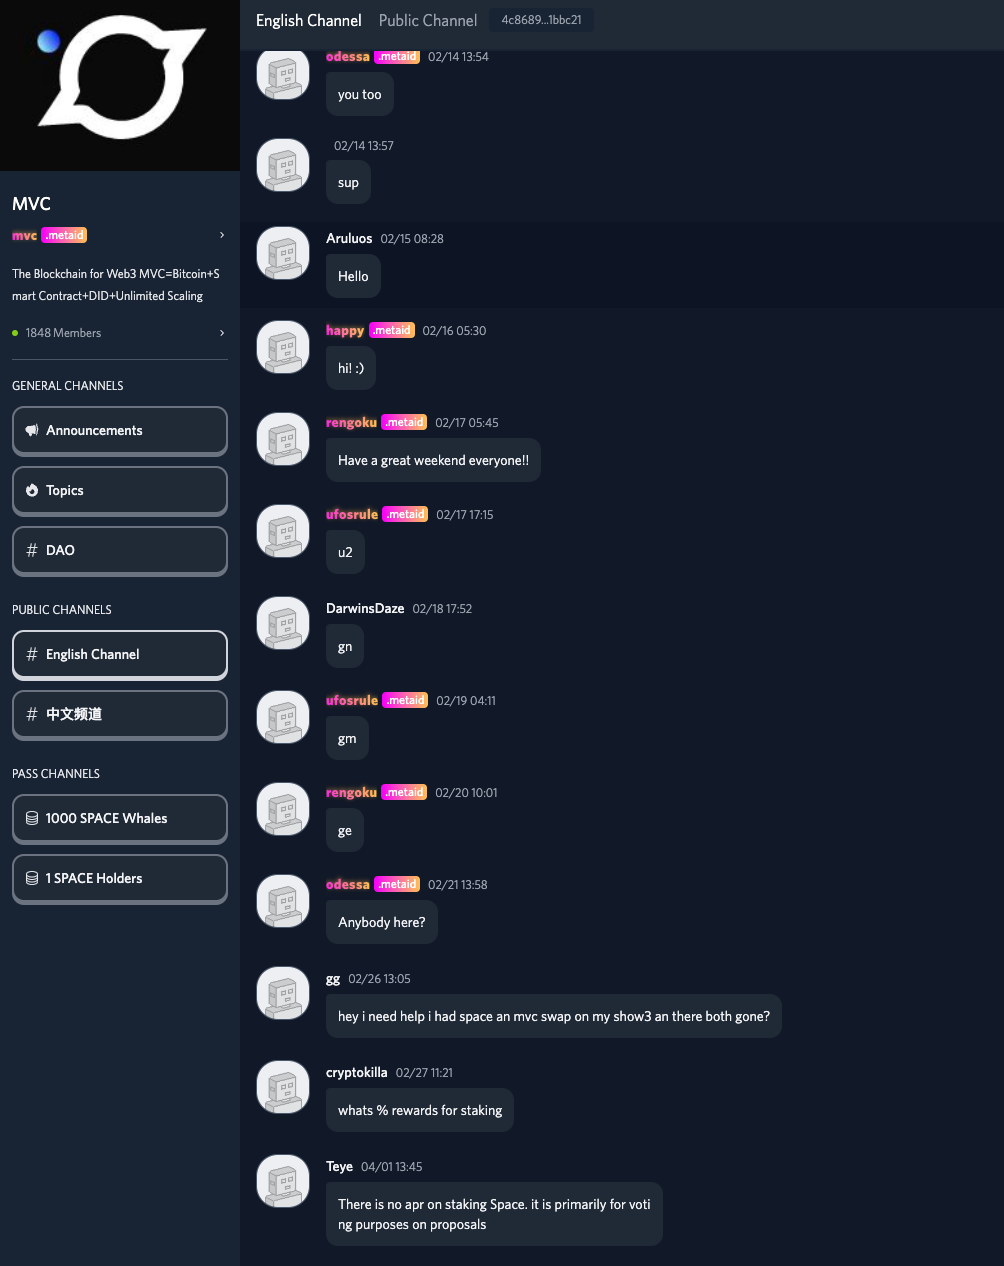 MVC
mvc .metaid
The Blockchain for Web3 MVC=Bitcoin+S
mart Contract+DID+Unlimited Scaling
1848 Members
GENERAL CHANNELS
Announcements
Topics
# DAO
PUBLIC CHANNELS
# English Channel
# 中文频道
PASS CHANNELS
1000 SPACE Whales
1 SPACE Holders
English Channel Public Channel 4c8689...1bbc21
odessa .metaid 02/14 13:54
you too
02/14 13:57
sup
Aruluos 02/15 08:28
Hello
happy .metaid 02/16 05:30
hi! :)
rengoku .metaid 02/17 05:45
Have a great weekend everyone!!
ufosrule .metaid 02/17 17:15
u2
DarwinsDaze 02/18 17:52
gn
ufosrule .metaid 02/19 04:11
gm
rengoku .metaid 02/20 10:01
ge
odessa .metaid 02/21 13:58
Anybody here?
gg 02/26 13:05
hey i need help i had space an mvc swap on my show3 an there both gone?
cryptokilla 02/27 11:21
whats % rewards for staking
Teye 04/01 13:45
There is no apr on staking Space. it is primarily for voti
ng purposes on proposals